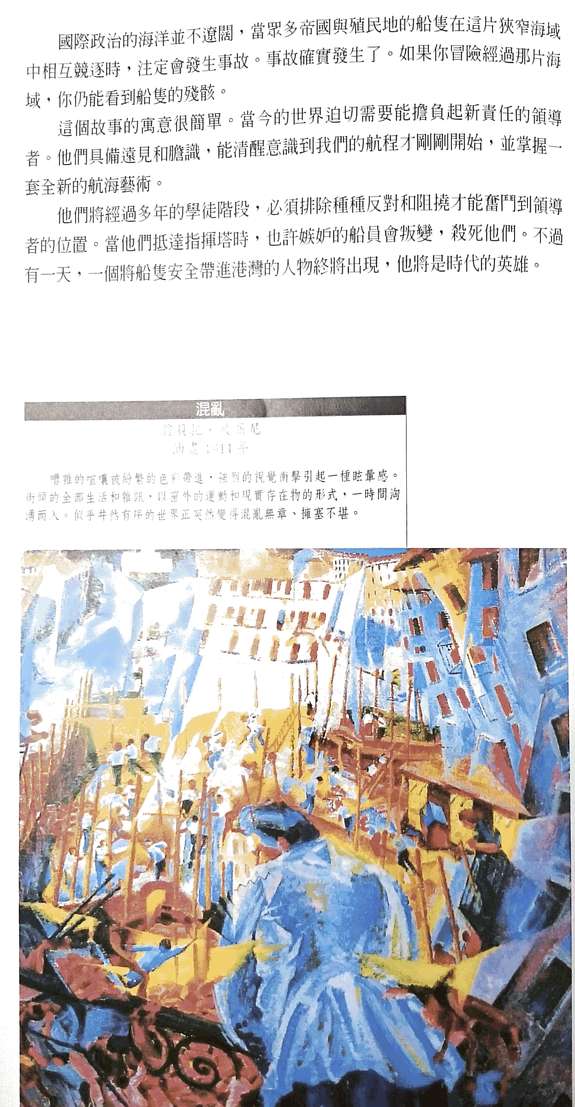 國際政治的海洋並不遼闊，當眾多帝國與殖民地的船隻在這片狹窄海域
中相互競逐時，注定會發生事故。事故確實發生了。如果你冒險經過那片海
域，你仍能看到船隻的殘骸。
這個故事的寓意很簡單。當今的世界迫切需要能擔負起新責任的領導
者。他們具備遠見和膽識，能清醒意識到我們的航程才剛剛開始，並掌握一
套全新的航海藝術。
他們將經過多年的學徒階段，必須排除種種反對和阻撓才能奮鬥到領導
者的位置。當他們抵達指揮塔時，也許嫉妒的船員會叛變，殺死他們。不過
有一天，一個將船隻安全帶進港灣的人物終將出現，他將是時代的英雄。
混亂
油畫 1911年
嘈雜的喧嚷被紛繁的色彩帶進，強烈的視覺衝擊引起一種眩暈感。
街頭的全部生活和雜訊，以窗外的運動和現實存在物的形式，一時間洶
湧而入。似乎井然有序的世界正突然變得混亂無章、擁塞不堪。